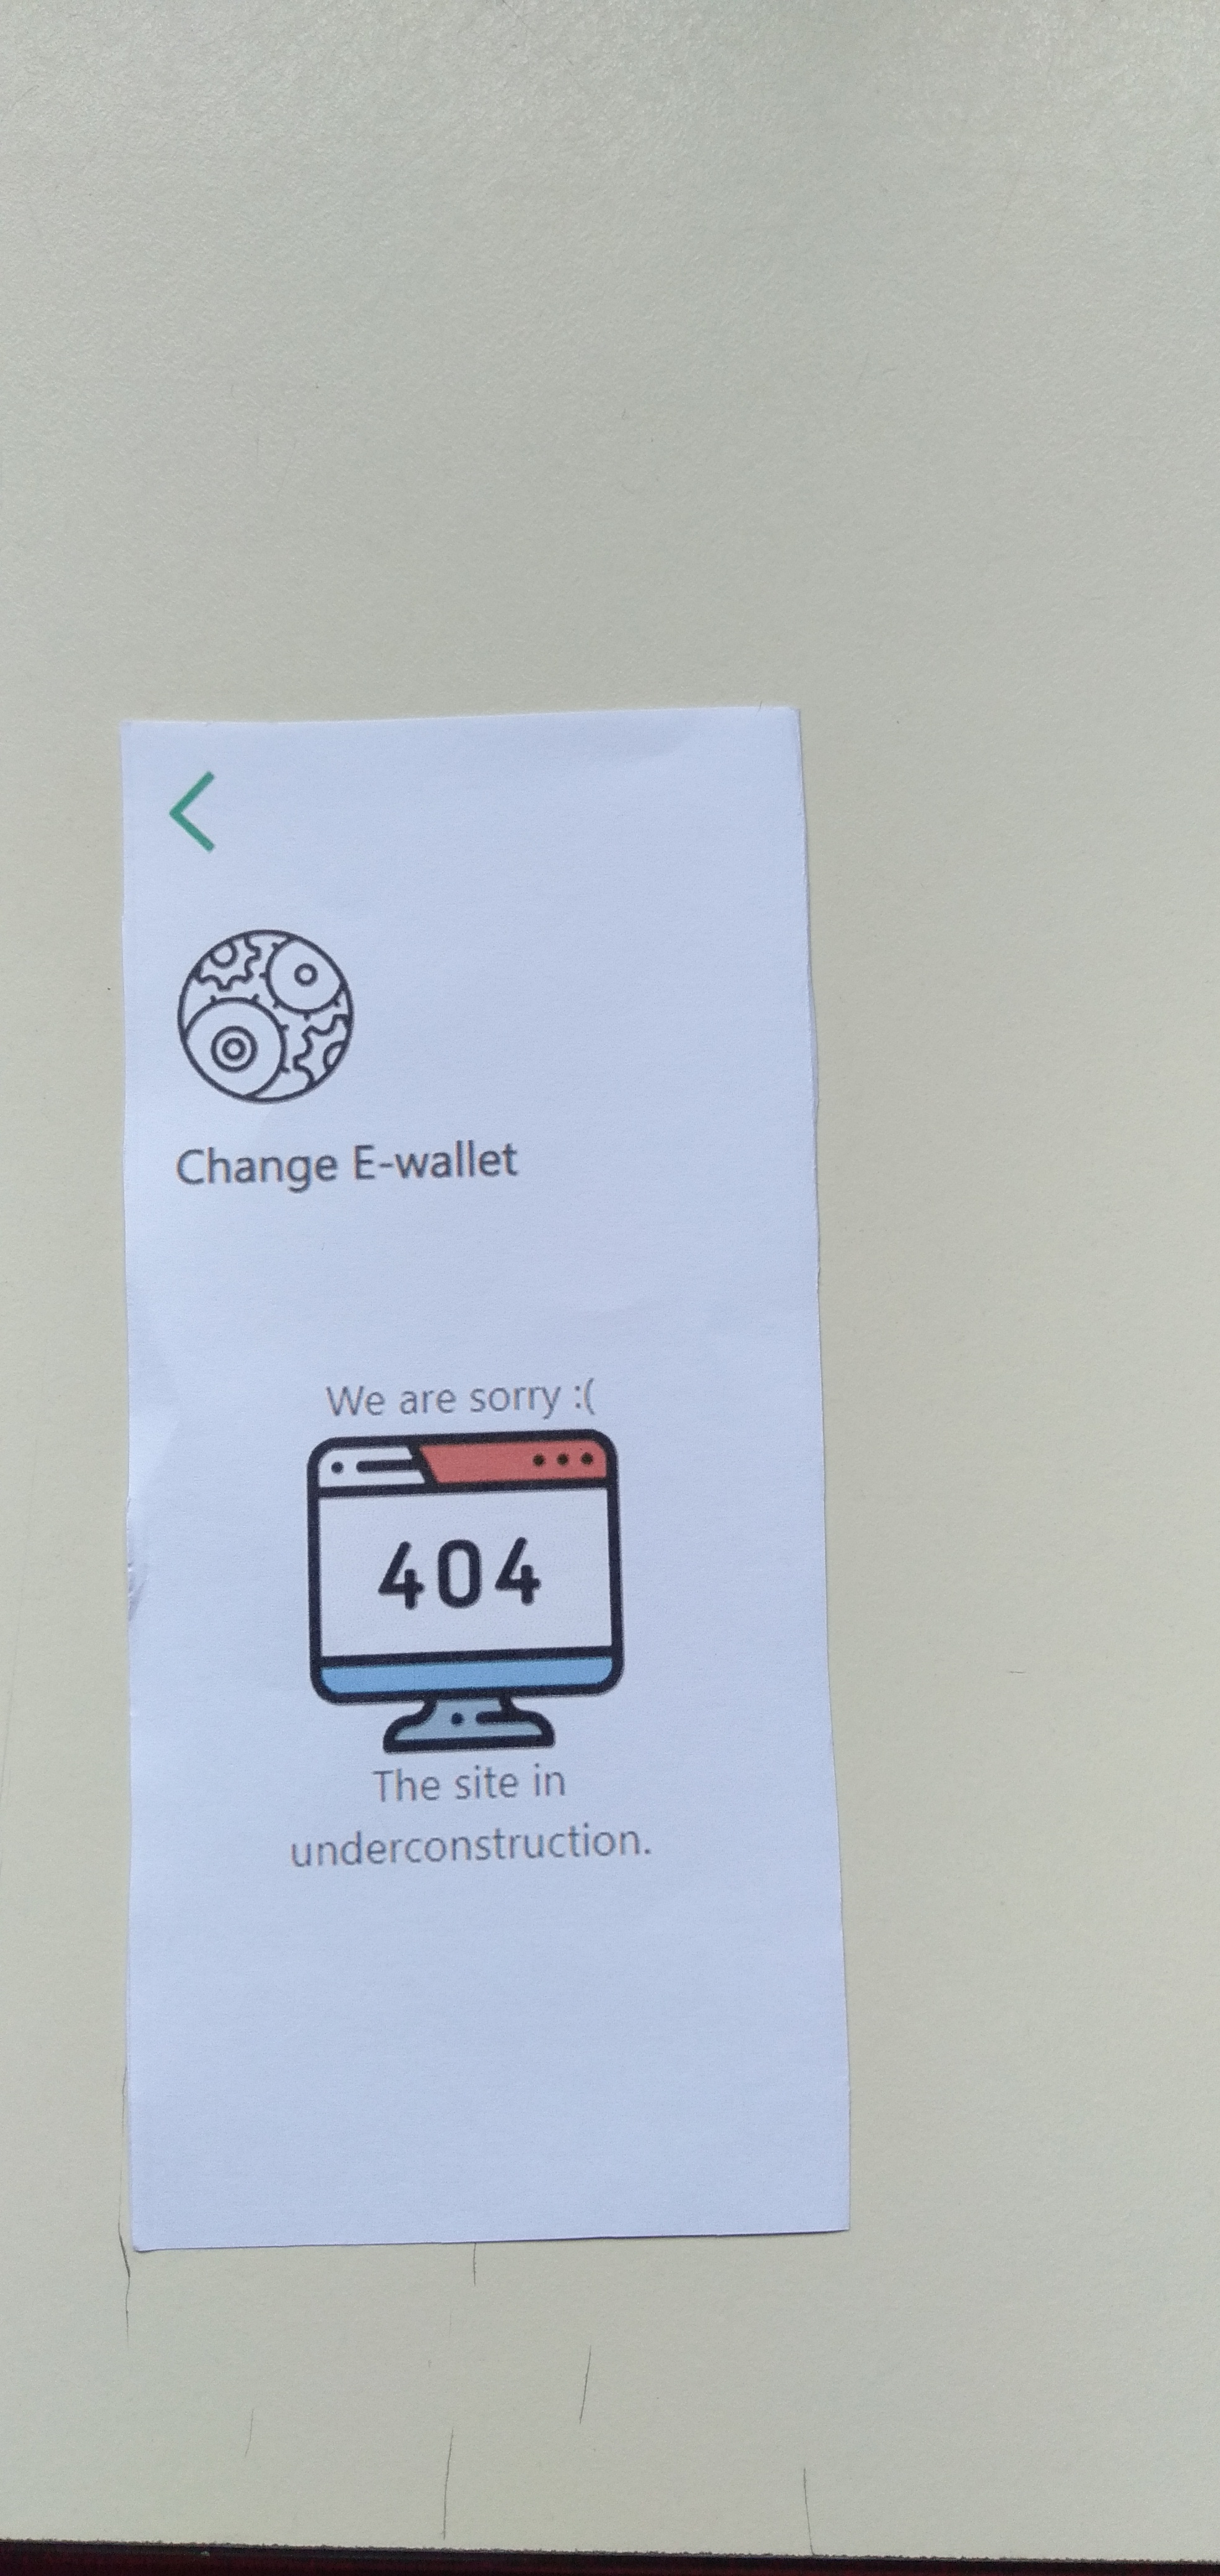 Change E-wallet
We are sorry :(
404
The site in
underconstruction.